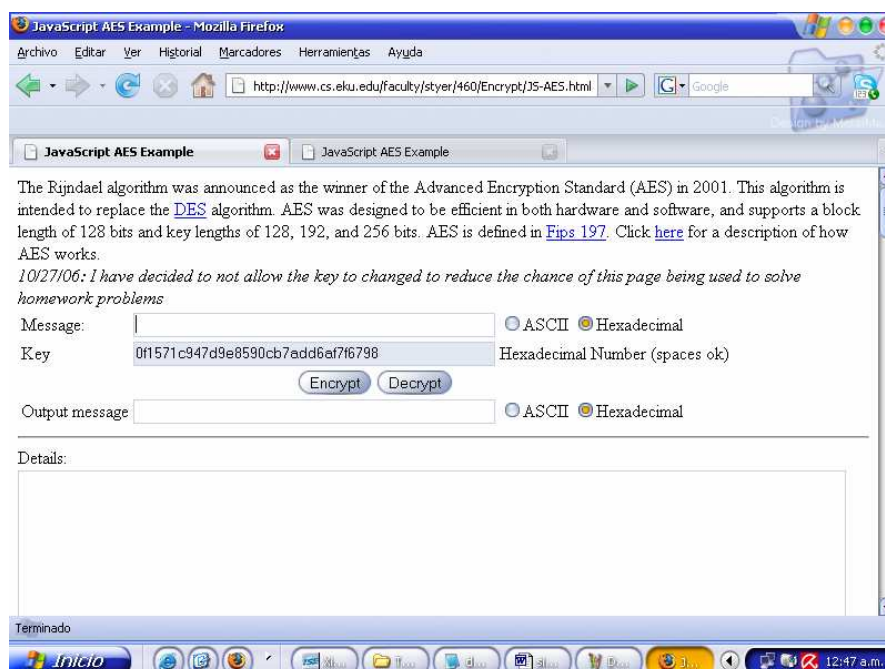 JavaScript AES Example - Mozilla Firefox
Archivo Editar Ver Historial Marcadores Herramientas Ayuda
http://www.cs.eku.edu/faculty/styer/460/Encrypt/JS-AES.html G Google
Design by
JavaScript AES Example JavaScript AES Example
The Rijndael algorithm was announced as the winner of the Advanced Encryption Standard (AES) in 2001. This algorithm is
intended to replace the DES algorithm. AES was designed to be efficient in both hardware and software, and supports a block
length of 128 bits and key lengths of 128, 192, and 256 bits. AES is defined in Fips 197. Click here for a description of how
AES works.
10/27/06: I have decided to not allow the key to changed to reduce the chance of this page being used to solve
homework problems
Message: ASCII Hexadecimal
Key 0f1571c947d9e8590cb7add6af7f6798 Hexadecimal Number (spaces ok)
Encrypt Decrypt
Output message ASCII Hexadecimal
Details:
Terminado
Inicio 12:47 a.m.